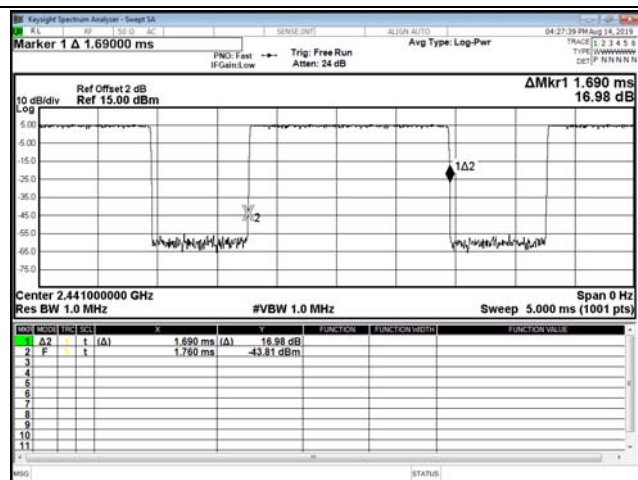 Keysight Spectrum Analyzer - Swept SA
RL RF 50 Ω AC SENSE:INT ALIGN AUTO 04:27:39 PM Aug 14, 2019
Marker 1 Δ 1.69000 ms
PNO: Fast
IFGain:Low
Trig: Free Run
Atten: 24 dB
Avg Type: Log-Pwr
TRACE 1 2 3 4 5 6
TYPE WWWWWW
DET P N N N N N
ΔMkr1 1.690 ms
16.98 dB
Ref Offset 2 dB
10 dB/div Ref 15.00 dBm
Log
5.00
-5.00
-15.0
-25.0
-35.0
-45.0
-55.0
-65.0
-75.0
1Δ2
2
Center 2.441000000 GHz Span 0 Hz
Res BW 1.0 MHz #VBW 1.0 MHz Sweep 5.000 ms (1001 pts)
MKR MODE TRC SCL X Y FUNCTION FUNCTION WIDTH FUNCTION VALUE
1 Δ2 1 t (Δ) 1.690 ms (Δ) 16.98 dB
2 F 1 t 1.760 ms -43.81 dBm
3
4
5
6
7
8
9
10
11
MSG STATUS